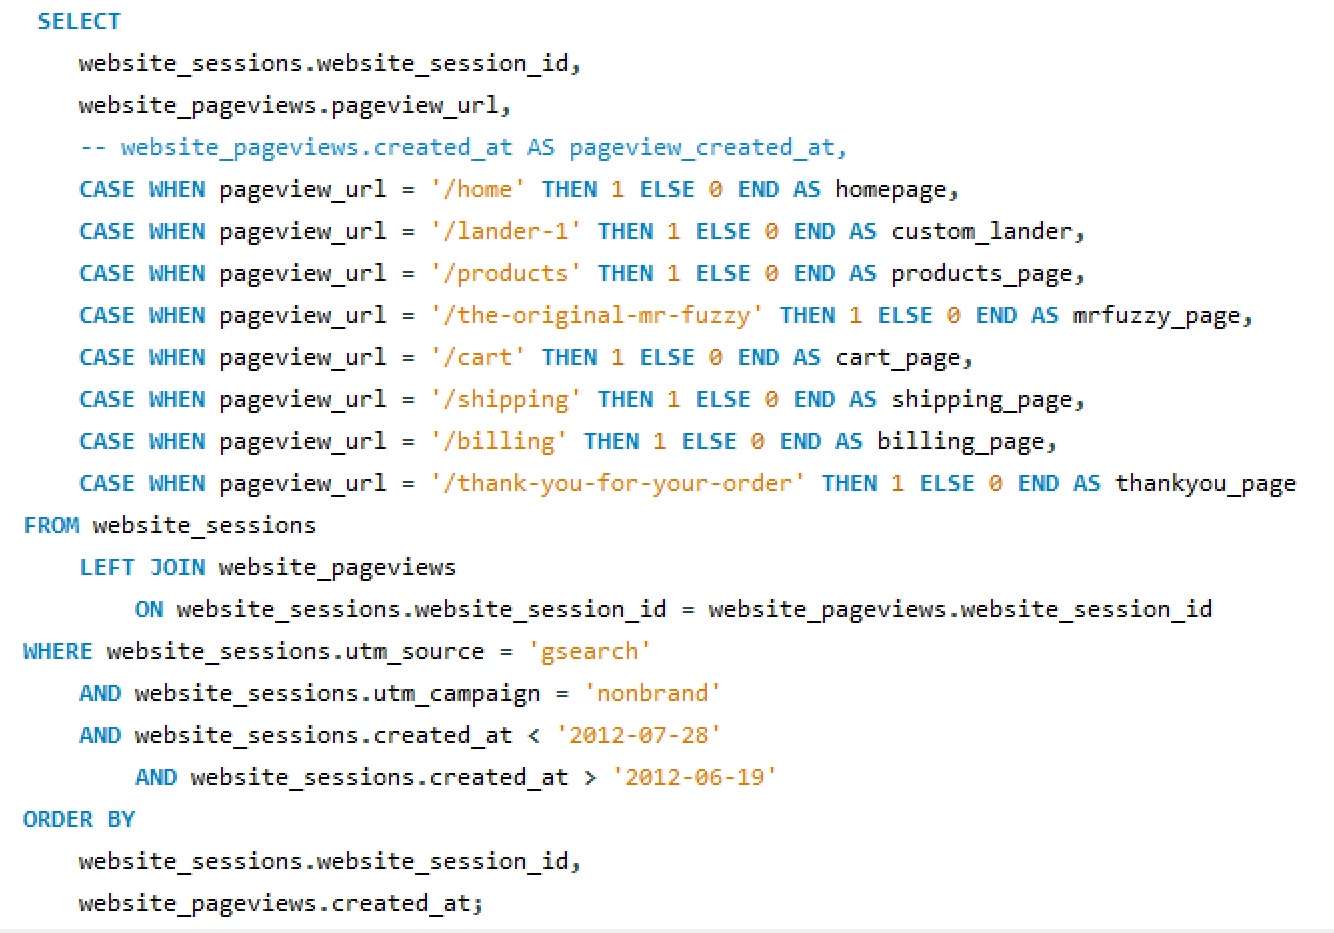 SELECT
website_sessions.website_session_id,
website_pageviews.pageview_url,
-- website_pageviews.created_at AS pageview_created_at,
CASE WHEN pageview_url = '/home' THEN 1 ELSE 0 END AS homepage,
CASE WHEN pageview_url = '/lander-1' THEN 1 ELSE 0 END AS custom_lander,
CASE WHEN pageview_url = '/products' THEN 1 ELSE 0 END AS products_page,
CASE WHEN pageview_url = '/the-original-mr-fuzzy' THEN 1 ELSE 0 END AS mrfuzzy_page,
CASE WHEN pageview_url = '/cart' THEN 1 ELSE 0 END AS cart_page,
CASE WHEN pageview_url = '/shipping' THEN 1 ELSE 0 END AS shipping_page,
CASE WHEN pageview_url = '/billing' THEN 1 ELSE 0 END AS billing_page,
CASE WHEN pageview_url = '/thank-you-for-your-order' THEN 1 ELSE 0 END AS thankyou_page
FROM website_sessions
LEFT JOIN website_pageviews
ON website_sessions.website_session_id = website_pageviews.website_session_id
WHERE website_sessions.utm_source = 'gsearch'
AND website_sessions.utm_campaign = 'nonbrand'
AND website_sessions.created_at < '2012-07-28'
AND website_sessions.created_at > '2012-06-19'
ORDER BY
website_sessions.website_session_id,
website_pageviews.created_at;